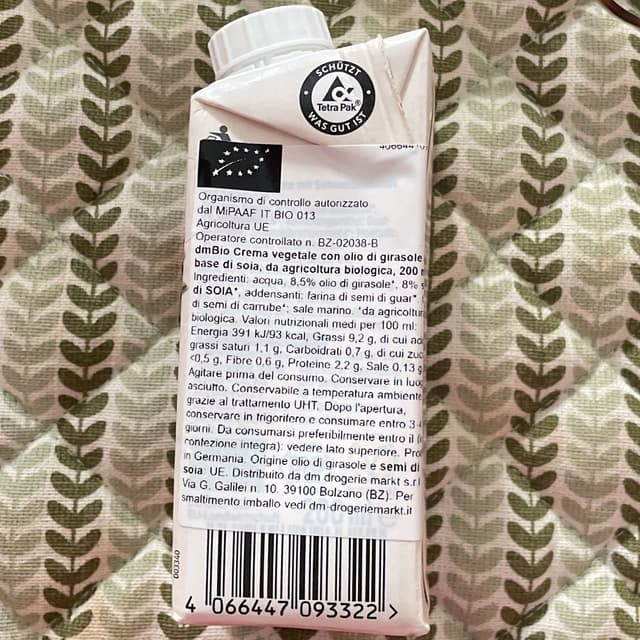 SCHÜTZT
Tetra Pak®
WAS GUT IST
Organismo di controllo autorizzato
dal MiPAAF IT BIO 013
Agricoltura UE
Operatore controllato n. BZ-02038-B
dmBio Crema vegetale con olio di girasole
base di soia, da agricoltura biologica, 200
Ingredienti: acqua, 8,5% olio di girasole*, 8%
di SOIA*, addensanti: farina di semi di guar*,
di semi di carrube*; sale marino. *da agricoltura
biologica. Valori nutrizionali medi per 100 ml:
Energia 391 kJ/93 kcal, Grassi 9,2 g, di cui
grassi saturi 1,1 g, Carboidrati 0,7 g, di cui
<0,5 g, Fibre 0,6 g, Proteine 2,2 g, Sale 0,13 g
Agitare prima del consumo. Conservare in
asciutto. Conservabile a temperatura ambiente
grazie al trattamento UHT. Dopo l'apertura,
conservare in frigorifero e consumare entro 3-
giorni. Da consumarsi preferibilmente entro il
confezione integra): vedere lato superiore.
in Germania. Origine olio di girasole e semi di
soia: UE. Distribuito da dm drogerie markt s.r.l
Via G. Galilei n. 10, 39100 Bolzano (BZ). Per
smaltimento imballo vedi dm-drogeriemarkt.it
003340
4 066447 093322 >